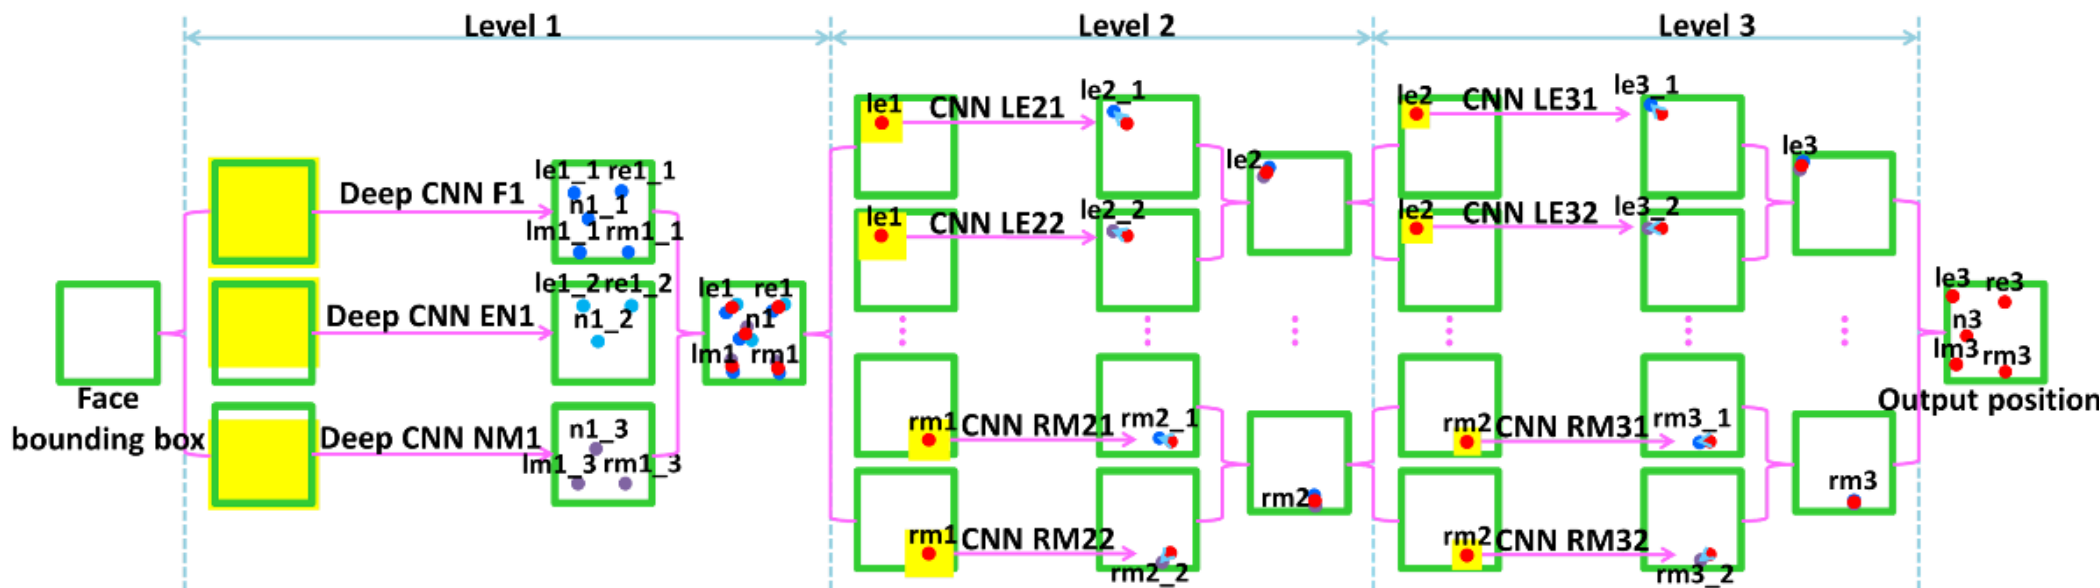 Level 1
Level 2
Level 3
Face
bounding box
Deep CNN F1
le1_1 re1_1
n1_1
lm1_1 rm1_1
Deep CNN EN1
le1_2 re1_2
n1_2
Deep CNN NM1
n1_3
lm1_3 rm1_3
le1 re1
n1
lm1 rm1
le1
CNN LE21
le2_1
le1
CNN LE22
le2_2
le2
rm1
CNN RM21
rm2_1
rm1
CNN RM22
rm2_2
rm2
le2
CNN LE31
le3_1
le2
CNN LE32
le3_2
le3
rm2
CNN RM31
rm3_1
rm2
CNN RM32
rm3_2
rm3
le3 re3
n3
lm3 rm3
Output position